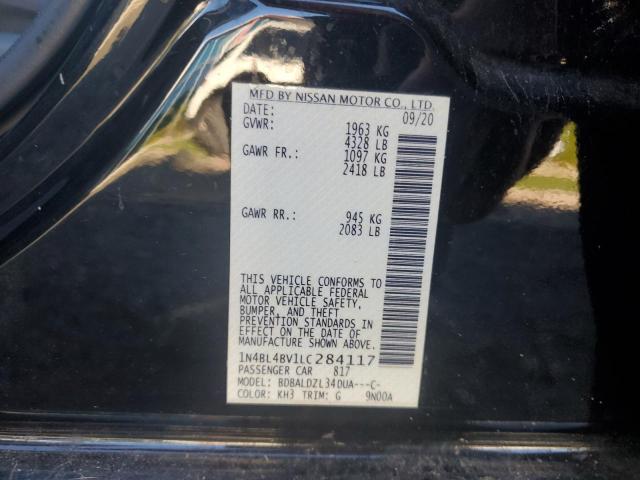 MFD BY NISSAN MOTOR CO., LTD
DATE: 09/20
GVWR: 1963 KG
4328 LB
GAWR FR: 1097 KG
2418 LB
GAWR RR: 945 KG
2083 LB
THIS VEHICLE CONFORMS TO
ALL APPLICABLE FEDERAL
MOTOR VEHICLE SAFETY,
BUMPER, AND THEFT
PREVENTION STANDARDS IN
EFFECT ON THE DATE OF
MANUFACTURE SHOWN ABOVE.
1N4BL4BV1LC284117
PASSENGER CAR 817
MODEL: BDBALDZL34DUA---C-
COLOR: KH3 TRIM: G 9N00A